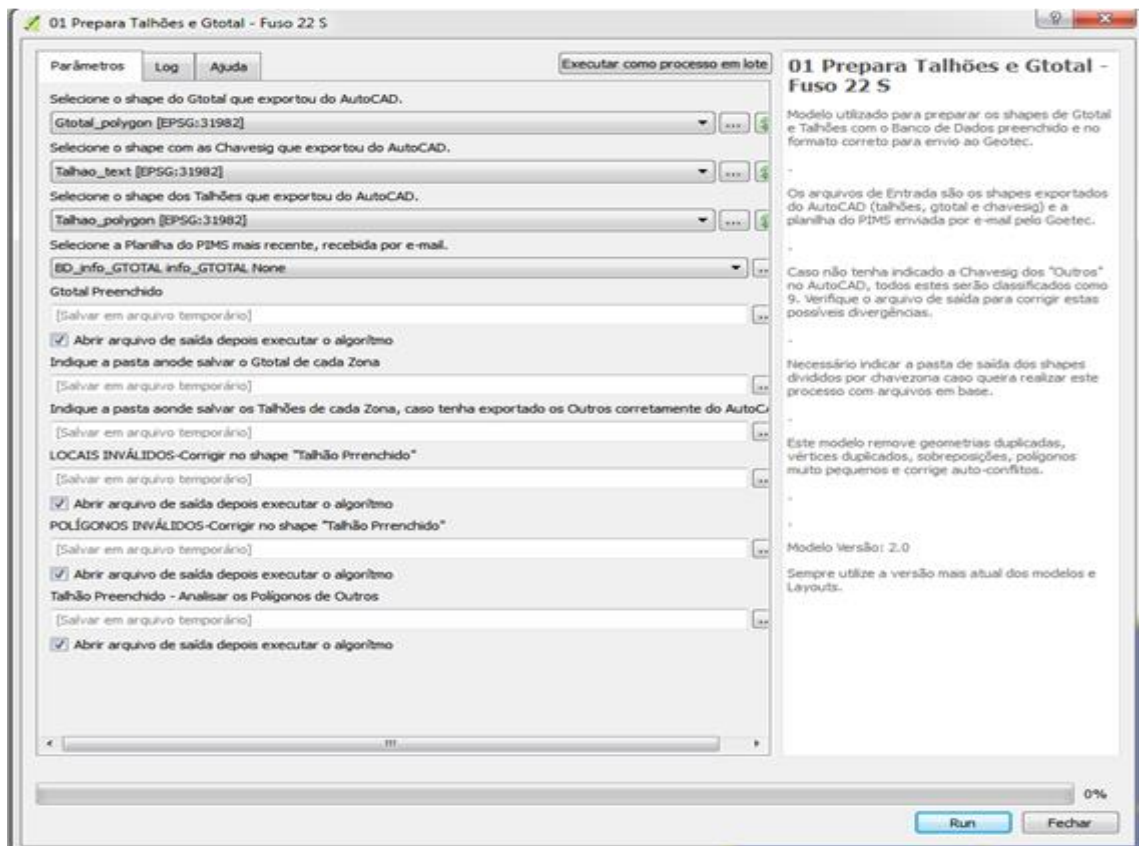 01 Prepara Talhões e Gtotal - Fuso 22 S
Parâmetros
Log
Ajuda
Executar como processo em lote
Selecione o shape do Gtotal que exportou do AutoCAD.
Gtotal_polygon [EPSG:31982]
...
Selecione o shape com as Chavesig que exportou do AutoCAD.
Talhao_text [EPSG:31982]
...
Selecione o shape dos Talhões que exportou do AutoCAD.
Talhao_polygon [EPSG:31982]
...
Selecione a Planilha do PIMS mais recente, recebida por e-mail.
BD_info_GTOTAL info_GTOTAL None
Gtotal Preenchido
[Salvar em arquivo temporário]
Abrir arquivo de saída depois executar o algoritmo
Indique a pasta anode salvar o Gtotal de cada Zona
[Salvar em arquivo temporário]
Indique a pasta aonde salvar os Talhões de cada Zona, caso tenha exportado os Outros corretamente do AutoCA
[Salvar em arquivo temporário]
LOCAIS INVÁLIDOS-Corrigir no shape "Talhão Prrenchido"
[Salvar em arquivo temporário]
Abrir arquivo de saída depois executar o algoritmo
POLÍGONOS INVÁLIDOS-Corrigir no shape "Talhão Prrenchido"
[Salvar em arquivo temporário]
Abrir arquivo de saída depois executar o algoritmo
Talhão Preenchido - Analisar os Polígonos de Outros
[Salvar em arquivo temporário]
Abrir arquivo de saída depois executar o algoritmo
01 Prepara Talhões e Gtotal -
Fuso 22 S
Modelo utilizado para preparar os shapes de Gtotal
e Talhões com o Banco de Dados preenchido e no
formato correto para envio ao Geotec.
.
Os arquivos de Entrada são os shapes exportados
do AutoCAD (talhões, gtotal e chavesig) e a
planilha do PIMS enviada por e-mail pelo Goetec.
.
Caso não tenha indicado a Chavesig dos "Outros"
no AutoCAD, todos estes serão classificados como
9. Verifique o arquivo de saída para corrigir estas
possíveis divergências.
.
Necessário indicar a pasta de saída dos shapes
divididos por chavezona caso queira realizar este
processo com arquivos em base.
.
Este modelo remove geometrias duplicadas,
vértices duplicados, sobreposições, polígonos
muito pequenos e corrige auto-conflitos.
.
.
Modelo Versão: 2.0
Sempre utilize a versão mais atual dos modelos e
Layouts.
0%
Run
Fechar